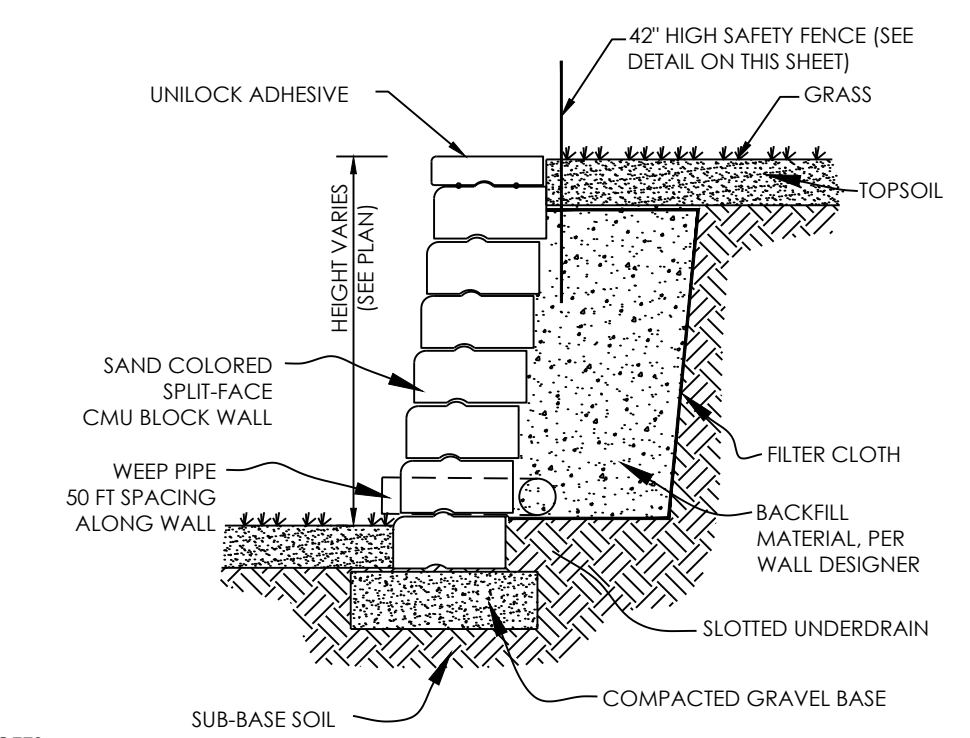 42" HIGH SAFETY FENCE (SEE
DETAIL ON THIS SHEET)
UNILOCK ADHESIVE
GRASS
TOPSOIL
HEIGHT VARIES
(SEE PLAN)
SAND COLORED
SPLIT-FACE
CMU BLOCK WALL
FILTER CLOTH
WEEP PIPE
50 FT SPACING
ALONG WALL
BACKFILL
MATERIAL, PER
WALL DESIGNER
SLOTTED UNDERDRAIN
COMPACTED GRAVEL BASE
SUB-BASE SOIL